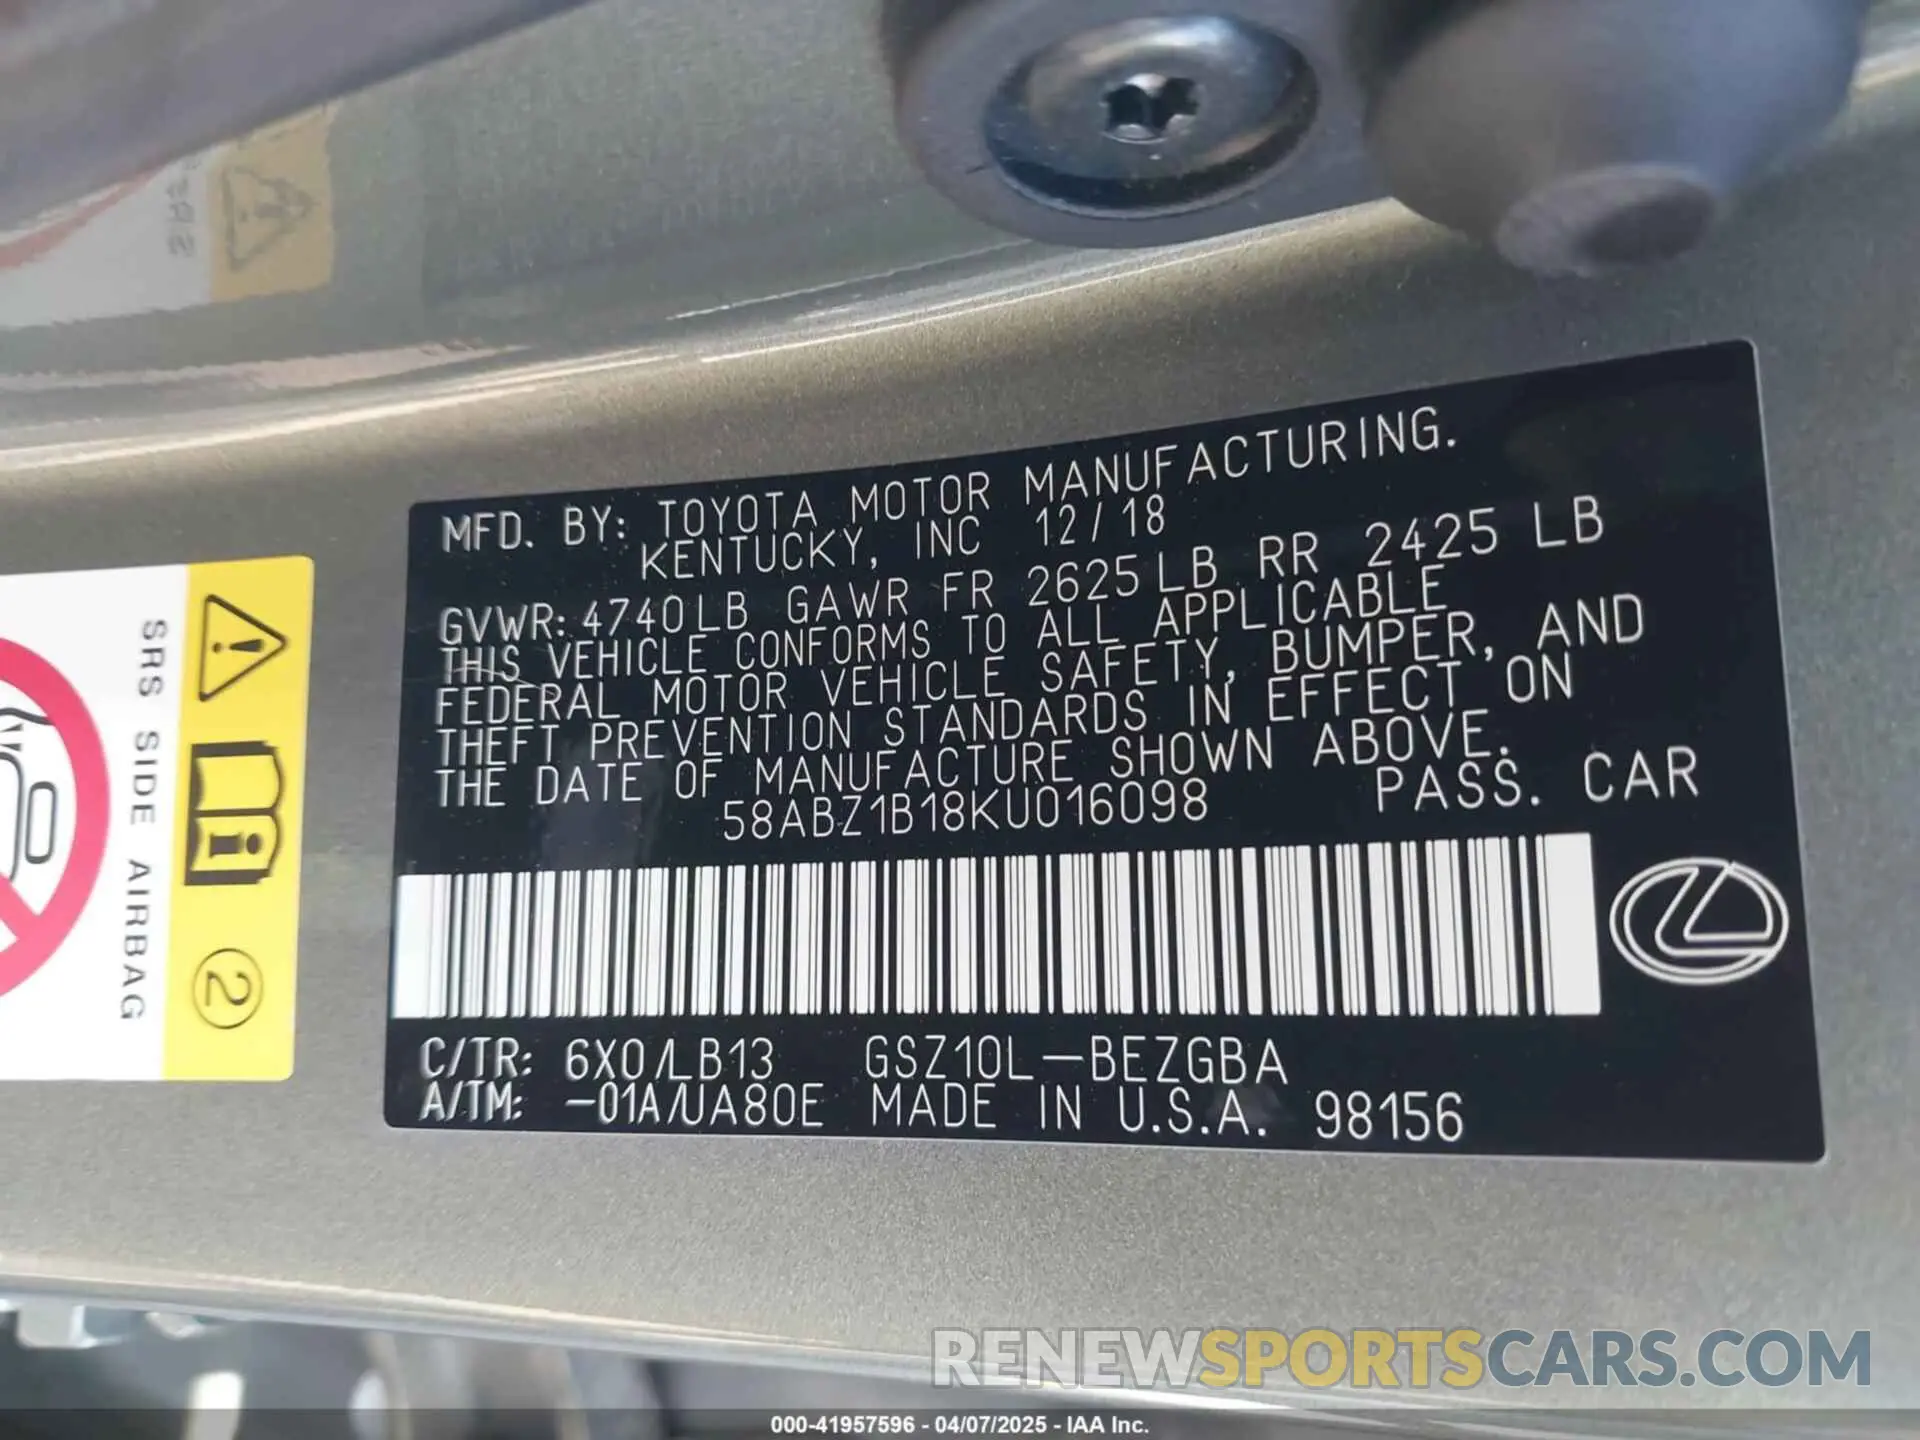 MFD. BY: TOYOTA MOTOR MANUFACTURING.
KENTUCKY, INC 12/18
GVWR: 4740LB GAWR FR 2625LB RR 2425 LB
THIS VEHICLE CONFORMS TO ALL APPLICABLE
FEDERAL MOTOR VEHICLE SAFETY, BUMPER, AND
THEFT PREVENTION STANDARDS IN EFFECT ON
THE DATE OF MANUFACTURE SHOWN ABOVE.
58ABZ1B18KU016098 PASS. CAR
C/TR: 6X0/LB13 GSZ10L-BEZGBA
A/TM: -01A/UA80E MADE IN U.S.A. 98156
SRS SIDE AIRBAG
2
RENEWSPORTSCARS.COM
000-41957596 - 04/07/2025 - IAA Inc.